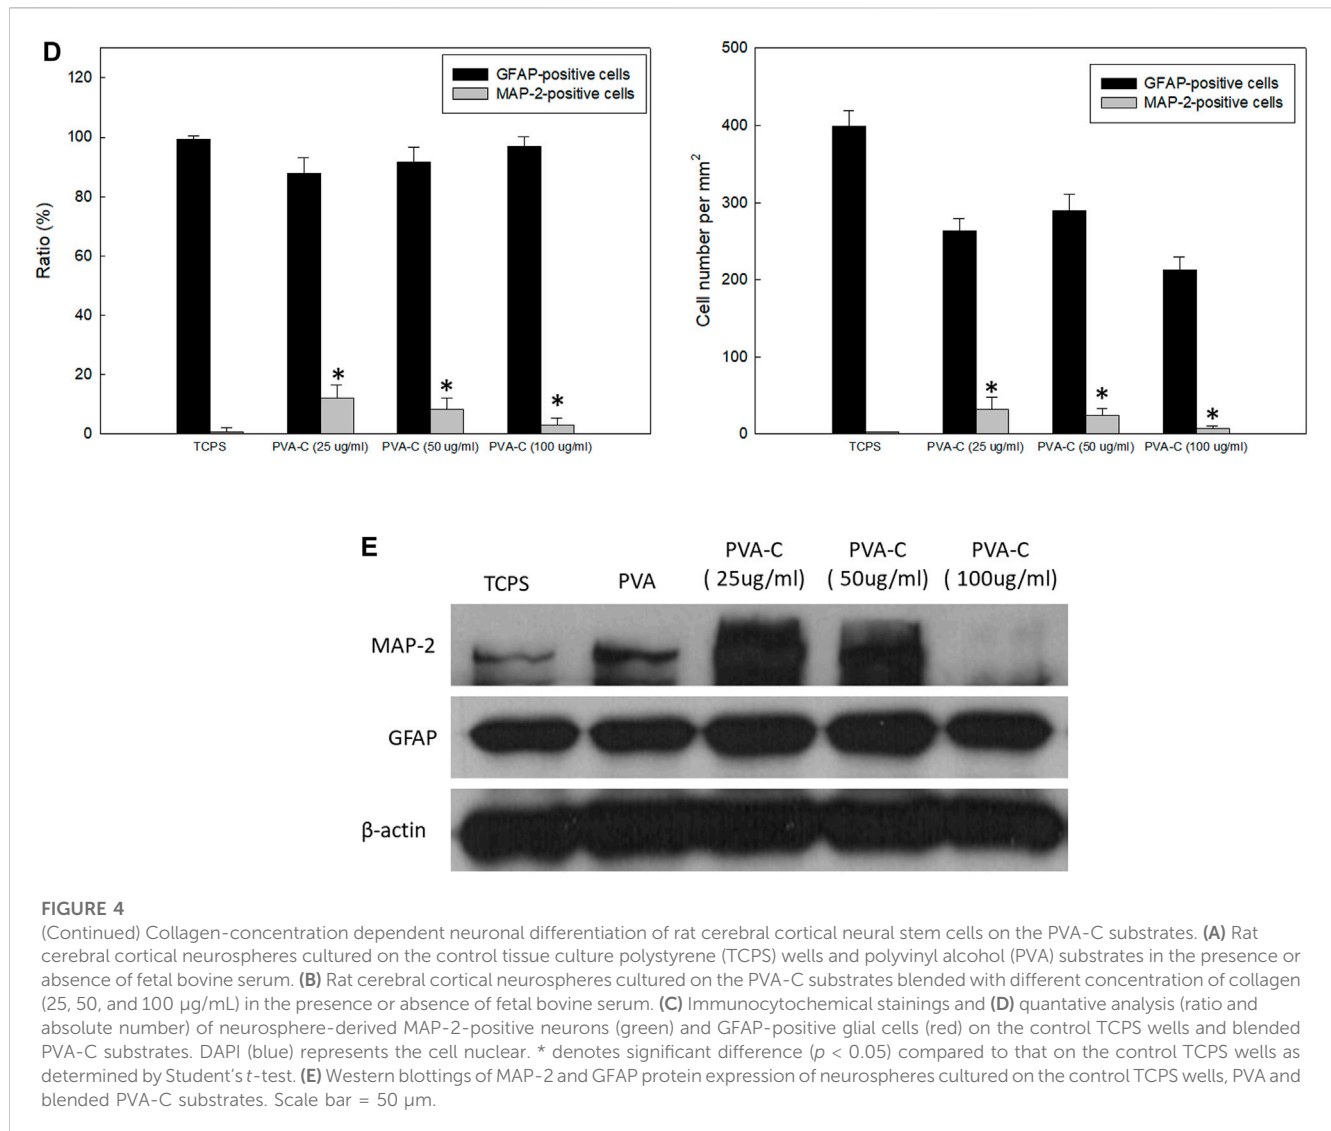 D
120
100
80
60
40
20
0
Ratio (%)
GFAP-positive cells
MAP-2-positive cells
*
*
*
TCPS
PVA-C (25 ug/ml)
PVA-C (50 ug/ml)
PVA-C (100 ug/ml)
500
400
300
200
100
0
Cell number per mm²
GFAP-positive cells
MAP-2-positive cells
*
*
*
TCPS
PVA-C (25 ug/ml)
PVA-C (50 ug/ml)
PVA-C (100 ug/ml)
E
TCPS
PVA
PVA-C
( 25ug/ml)
PVA-C
( 50ug/ml)
PVA-C
( 100ug/ml)
MAP-2
GFAP
β-actin
FIGURE 4
(Continued) Collagen-concentration dependent neuronal differentiation of rat cerebral cortical neural stem cells on the PVA-C substrates. (A) Rat
cerebral cortical neurospheres cultured on the control tissue culture polystyrene (TCPS) wells and polyvinyl alcohol (PVA) substrates in the presence or
absence of fetal bovine serum. (B) Rat cerebral cortical neurospheres cultured on the PVA-C substrates blended with different concentration of collagen
(25, 50, and 100 μg/mL) in the presence or absence of fetal bovine serum. (C) Immunocytochemical stainings and (D) quantative analysis (ratio and
absolute number) of neurosphere-derived MAP-2-positive neurons (green) and GFAP-positive glial cells (red) on the control TCPS wells and blended
PVA-C substrates. DAPI (blue) represents the cell nuclear. * denotes significant difference (p < 0.05) compared to that on the control TCPS wells as
determined by Student's t-test. (E) Western blottings of MAP-2 and GFAP protein expression of neurospheres cultured on the control TCPS wells, PVA and
blended PVA-C substrates. Scale bar = 50 μm.